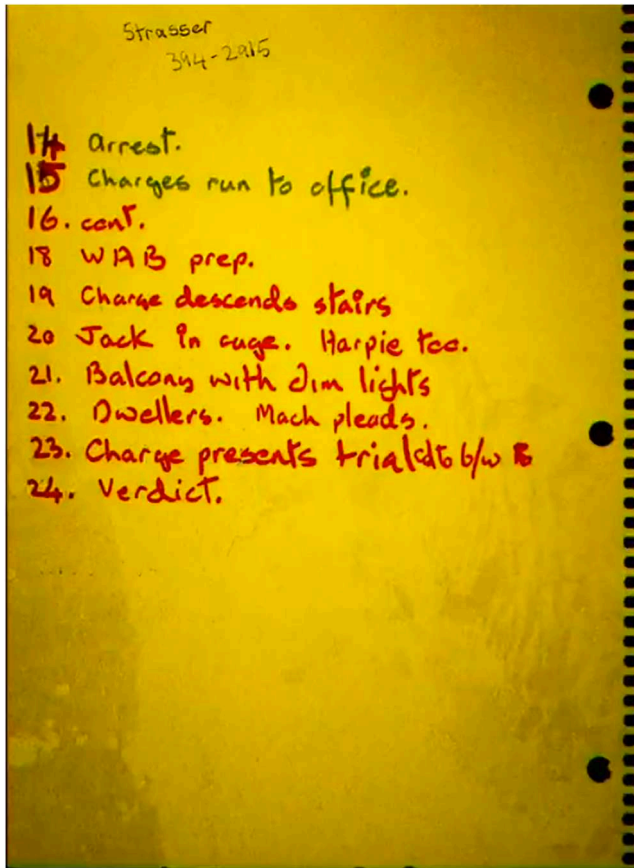 Strasser
394-2915
14 arrest.
15 Charges run to office.
16. cont.
18 WAB prep.
19 Charge descends stairs
20 Jack in cage. Harpie too.
21. Balcony with dim lights
22. Dwellers. Mach pleads.
23. Charge presents trial b/w
24. Verdict.